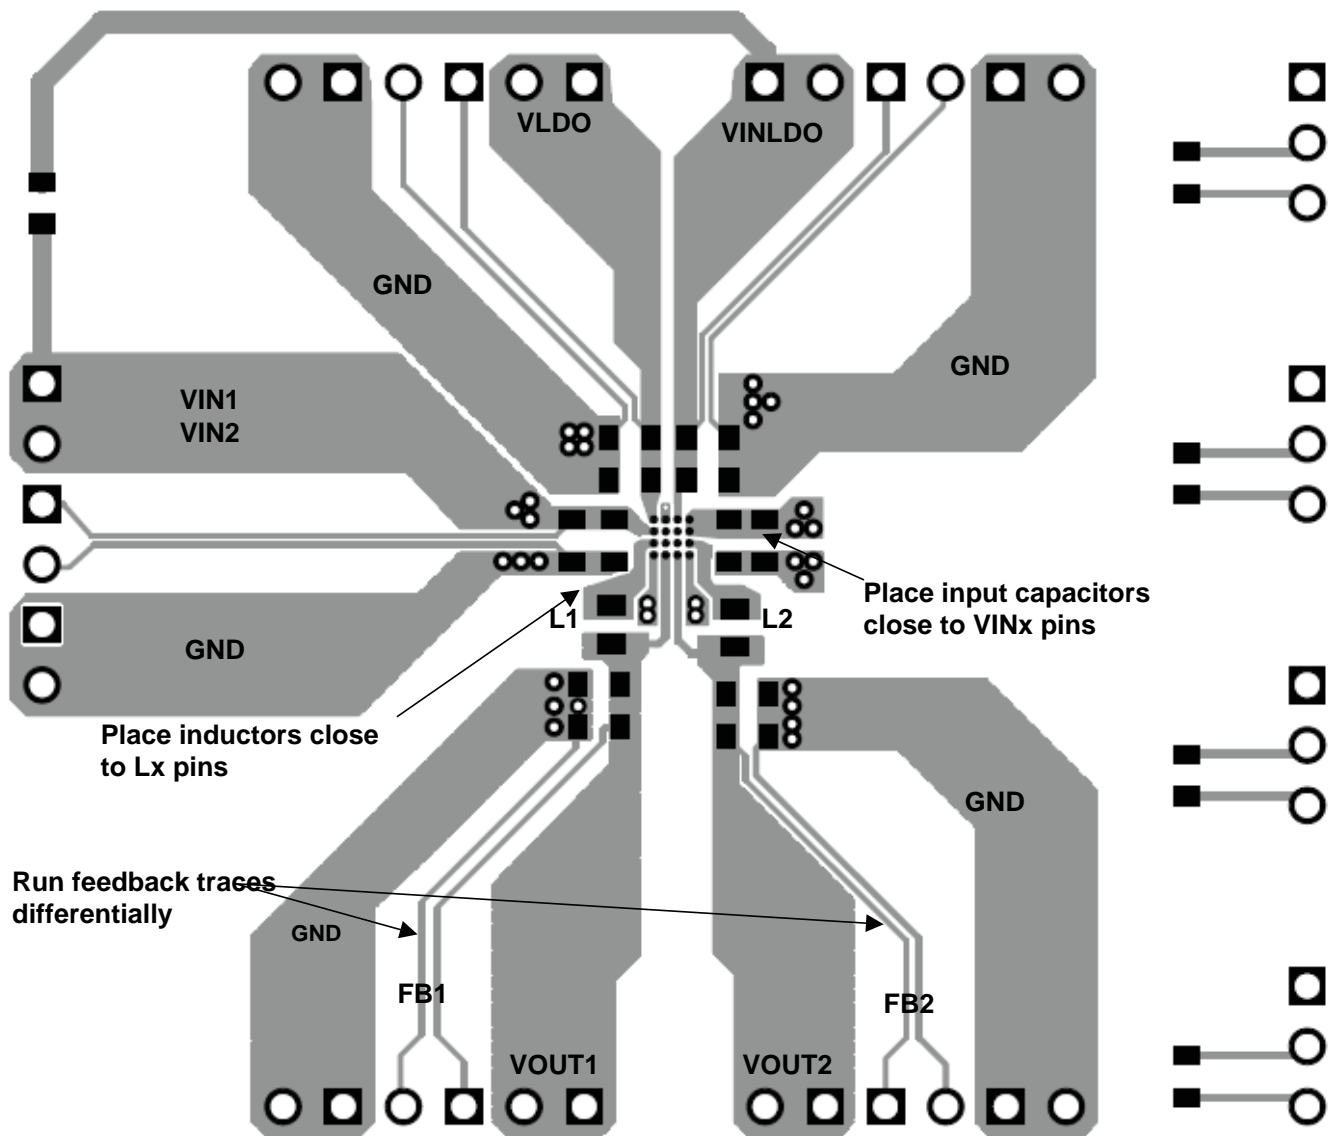 VLDO
VINLDO
GND
GND
VIN1
VIN2
Place input capacitors
close to VINx pins
L1
L2
GND
Place inductors close
to Lx pins
GND
Run feedback traces
differentially
GND
FB1
FB2
VOUT1
VOUT2